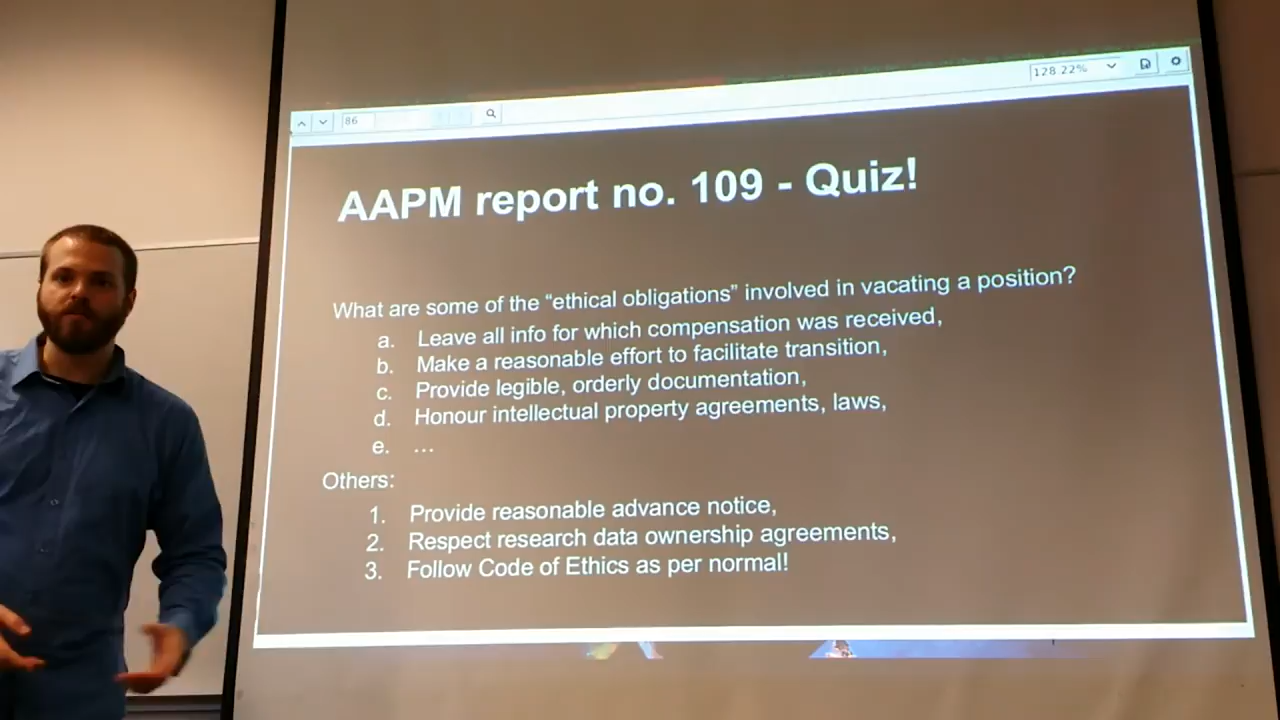 86
128.22%
AAPM report no. 109 - Quiz!
What are some of the “ethical obligations” involved in vacating a position?
a. Leave all info for which compensation was received,
b. Make a reasonable effort to facilitate transition,
c. Provide legible, orderly documentation,
d. Honour intellectual property agreements, laws,
e. ...
Others:
1. Provide reasonable advance notice,
2. Respect research data ownership agreements,
3. Follow Code of Ethics as per normal!